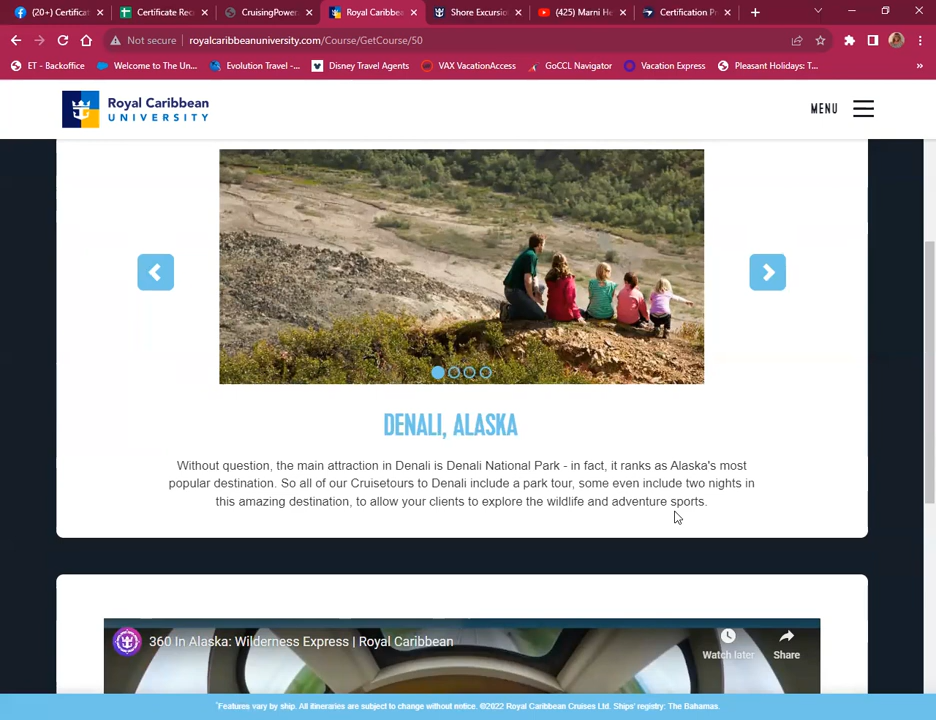 (20+) Certificat
Certificate Rec
CruisingPower.
Royal Caribbe
Shore Excursio
(425) Marni He
Certification Pr
Not secure
royalcaribbeanuniversity.com/Course/GetCourse/50
ET - Backoffice
Welcome to The Un...
Evolution Travel -...
Disney Travel Agents
VAX VacationAccess
GoCCL Navigator
Vacation Express
Pleasant Holidays: T...
»
Royal Caribbean
UNIVERSITY
MENU
DENALI, ALASKA
Without question, the main attraction in Denali is Denali National Park - in fact, it ranks as Alaska's most
popular destination. So all of our Cruisetours to Denali include a park tour, some even include two nights in
this amazing destination, to allow your clients to explore the wildlife and adventure sports.
360 In Alaska: Wilderness Express | Royal Caribbean
Watch later
Share
*Features vary by ship. All itineraries are subject to change without notice. ©2022 Royal Caribbean Cruises Ltd. Ships' registry: The Bahamas.